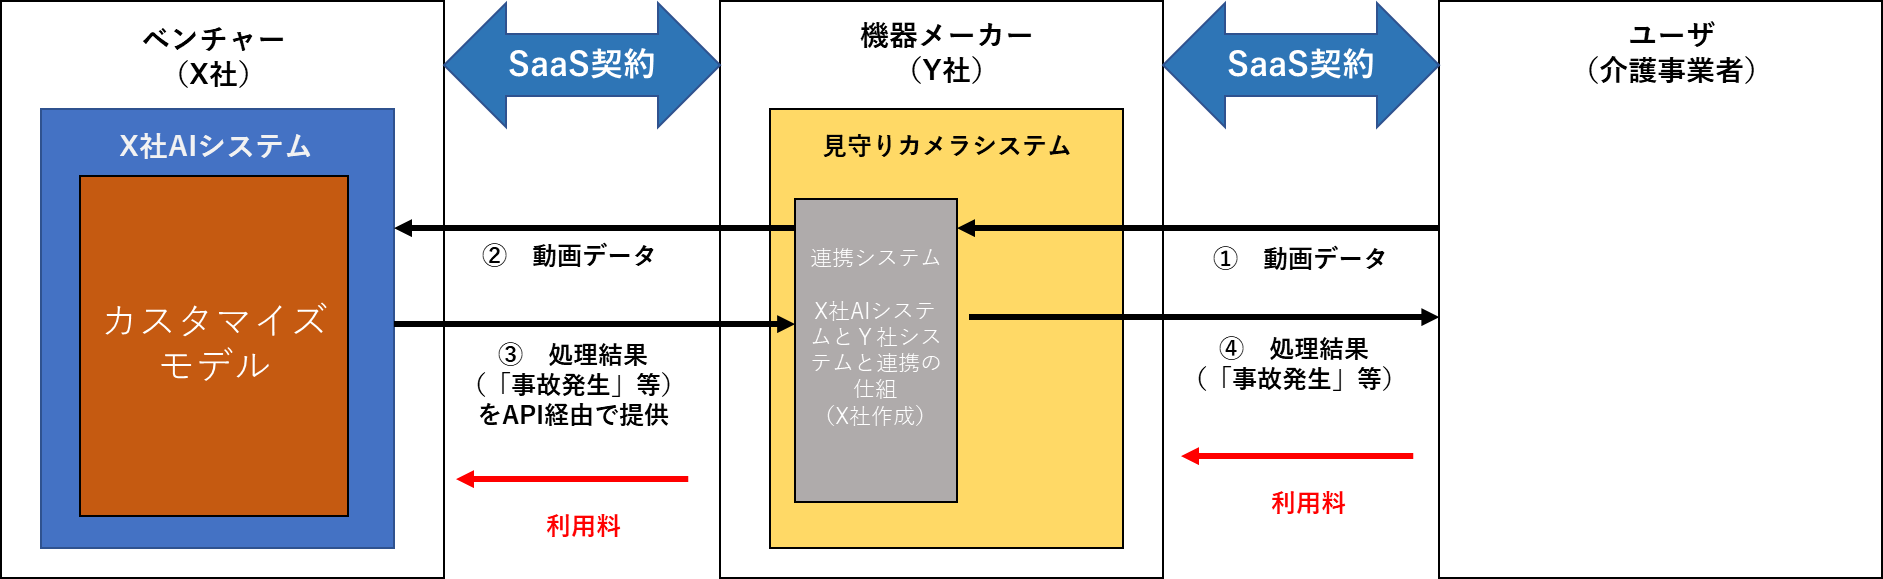 ベンチャー
（X社）
SaaS契約
機器メーカー
（Y社）
SaaS契約
ユーザ
（介護事業者）
X社AIシステム
カスタマイズ
モデル
見守りカメラシステム
連携システム
X社AIシステ
ムとＹ社シス
テムと連携の
仕組
（X社作成）
②　動画データ
③　処理結果
（「事故発生」等）
をAPI経由で提供
利用料
①　動画データ
④　処理結果
（「事故発生」等）
利用料